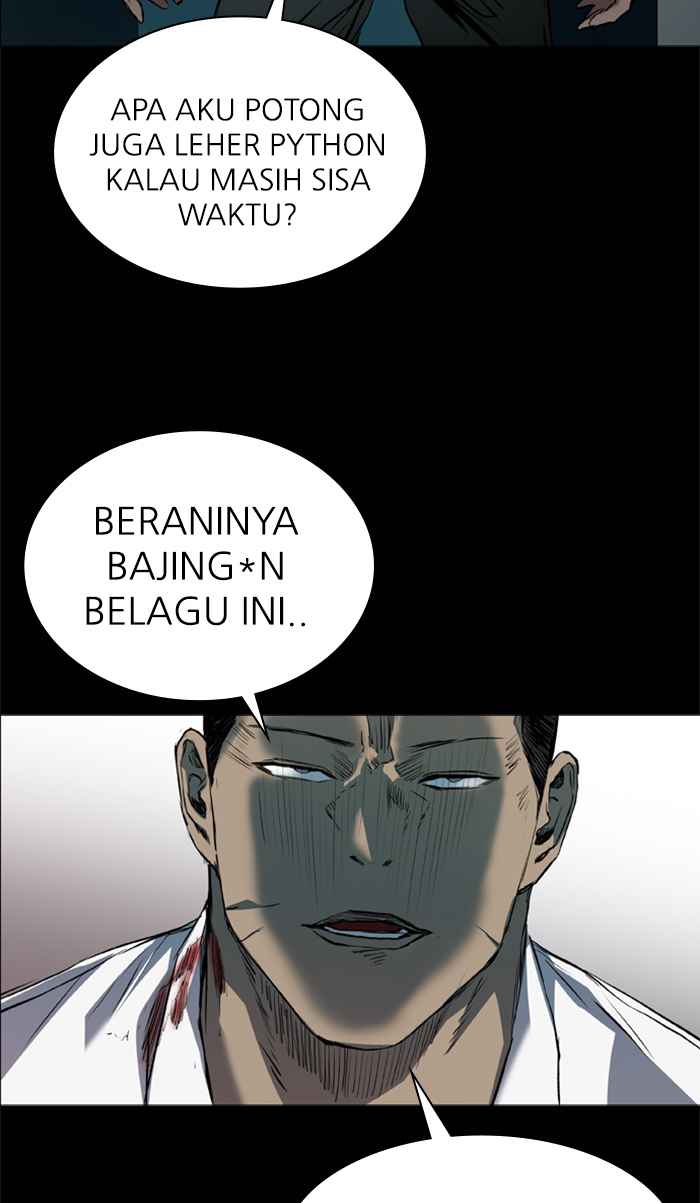 APA AKU POTONG
JUGA LEHER PYTHON
KALAU MASIH SISA
WAKTU?
BERANINYA
BAJING*N
BELAGU INI..